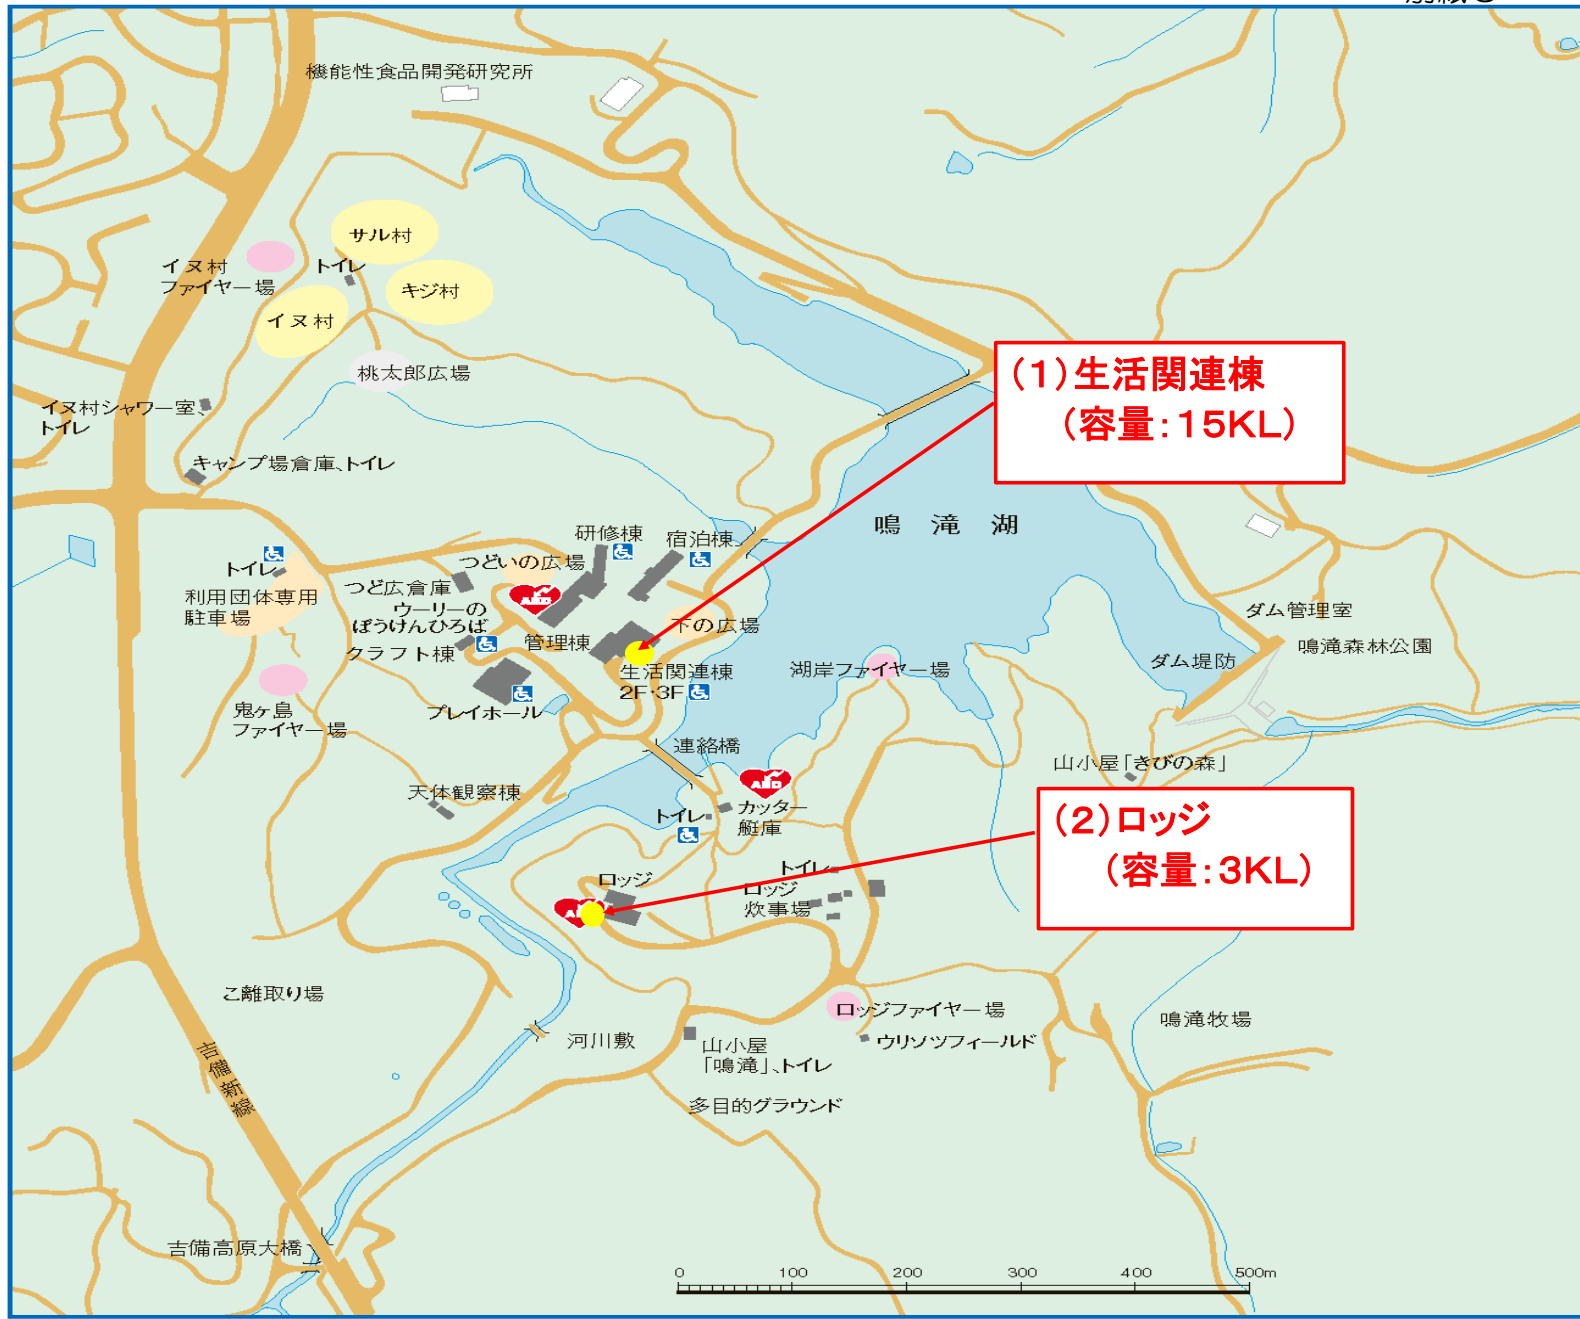 機能性食品開発研究所
サル村
イヌ村
ファイヤー場
トイレ
キジ村
イヌ村
桃太郎広場
(1)生活関連棟
(容量:15KL)
イヌ村シャワー室、
トイレ
キャンプ場倉庫、トイレ
鳴滝湖
研修棟
宿泊棟
つどいの広場
トイレ
つど広倉庫
利用団体専用
駐車場
ウーリーの
ぼうけんひろば
AED
下の広場
ダム管理室
管理棟
クラフト棟
鳴滝森林公園
ダム堤防
生活関連棟
2F・3F
湖岸ファイヤー場
プレイホール
鬼ヶ島
ファイヤー場
連絡橋
山小屋「きびの森」
AED
天体観察棟
トイレ
カッター
艇庫
(2)ロッジ
(容量:3KL)
トイレ
ロッジ
ロッジ
炊事場
こ離取り場
ロッジファイヤー場
鳴滝牧場
河川敷
山小屋
「鳴滝」、トイレ
ウリソツフィールド
吉備新線
多目的グラウンド
吉備高原大橋
0 100 200 300 400 500m